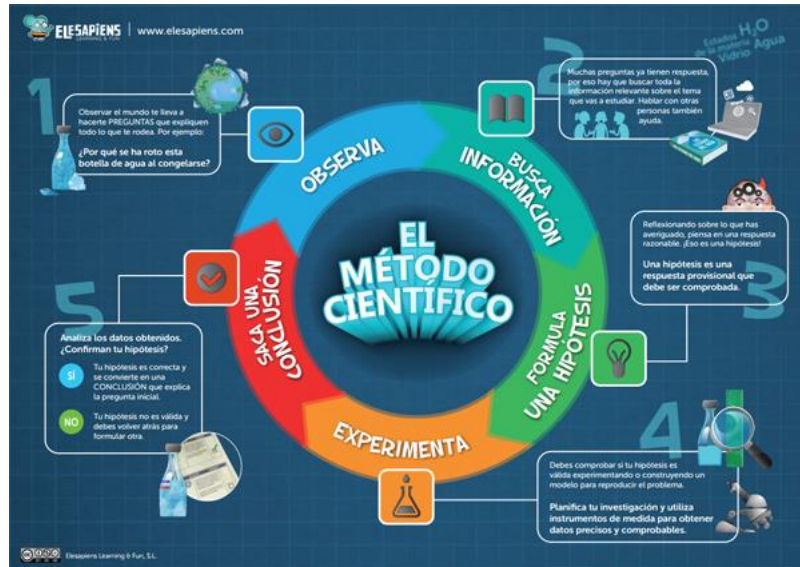 ELESAPIENS
LEARNING & FUN
www.elesapiens.com
1
Observar el mundo te lleva a
hacerte PREGUNTAS que expliquen
todo lo que te rodea. Por ejemplo:
¿Por qué se ha roto esta
botella de agua al congelarse?
2
Estados
de la materia
Vidrio
H₂O
Agua
Muchas preguntas ya tienen respuesta,
por eso hay que buscar toda la
información relevante sobre el tema
que vas a estudiar. Hablar con otras
personas también
ayuda.
OBSERVA
BUSCA
INFORMACIÓN
FORMULA
UNA HIPÓTESIS
EXPERIMENTA
SACA UNA
CONCLUSIÓN
EL
MÉTODO
CIENTÍFICO
3
Reflexionando sobre lo que has
averiguado, piensa en una respuesta
razonable. ¡Eso es una hipótesis!
Una hipótesis es una
respuesta provisional que
debe ser comprobada.
4
Debes comprobar si tu hipótesis es
válida experimentando o construyendo un
modelo para reproducir el problema.
Planifica tu investigación y utiliza
instrumentos de medida para obtener
datos precisos y comprobables.
5
Analiza los datos obtenidos.
¿Confirman tu hipótesis?
SÍ
Tu hipótesis es correcta y
se convierte en una
CONCLUSIÓN que explica
la pregunta inicial.
NO
Tu hipótesis no es válida y
debes volver atrás para
formular otra.
Elesapiens Learning & Fun, S.L.